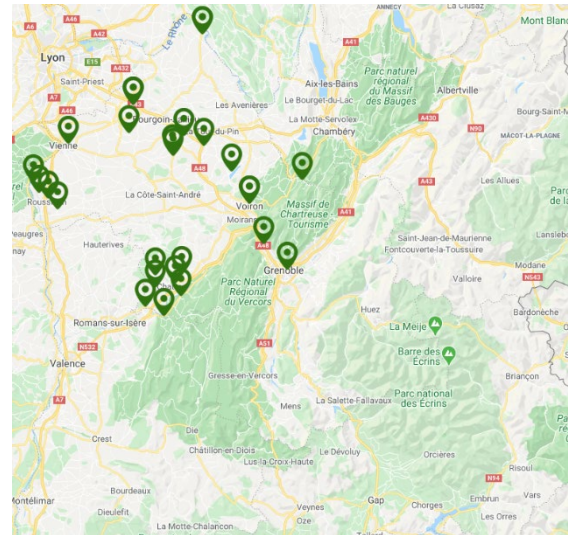 ANNECY
La Clusaz
A46
A46
A42
Mont Blanc
Le Rhône
Lyon
E15
A432
A41
Parc naturel
régional du
Massif
des Bauges
Saint-Priest
A7
A43
Aix-les-Bains
Albertville
A46
Les Avenières
Le Bourget-du-Lac
Bourg-Saint-M
La Motte-Servolex
A430
N90
Chambéry
MÂCOT-LA-PLAGNE
Vienne
A48
A43
Les Allues
La Côte-Saint-André
Voiron
Massif de
Chartreuse -
Tourisme
A41
Moirans
Roussillon
Peaugres
Hauterives
A48
Saint-Jean-de-Maurienne
Fontcouverte-la-Toussuire
Modane
Grenoble
N543
Valloire
Parc Naturel
Régional
du Vercors
Bardonèche
Huez
Romans-sur-Isère
La Meije
N532
A51
Barre des
Écrins
Valence
Briançon
Gresse-en-Vercors
A7
Parc national
des Écrins
La Salette-Fallavaux
Mens
Crest
Die
Orcières
Châtillon-en-Diois
Le Dévoluy
Risoul
Lus-la-Croix-Haute
N94
Bourdeaux
Embrun
Vars
Montélimar
Gap
Chorges
Dieulefit
Veynes
Les Orres
Oze
La Motte-Chalancon